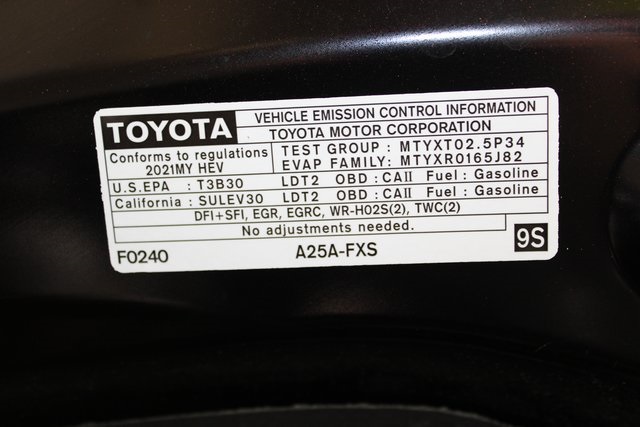 TOYOTA
VEHICLE EMISSION CONTROL INFORMATION
TOYOTA MOTOR CORPORATION
Conforms to regulations
2021MY HEV
TEST GROUP : MTYXT02.5P34
EVAP FAMILY: MTYXR0165J82
U.S.EPA : T3B30 LDT2 OBD : CAII Fuel : Gasoline
California : SULEV30 LDT2 OBD : CAII Fuel : Gasoline
DFI+SFI, EGR, EGRC, WR-HO2S(2), TWC(2)
No adjustments needed.
F0240 A25A-FXS 9S